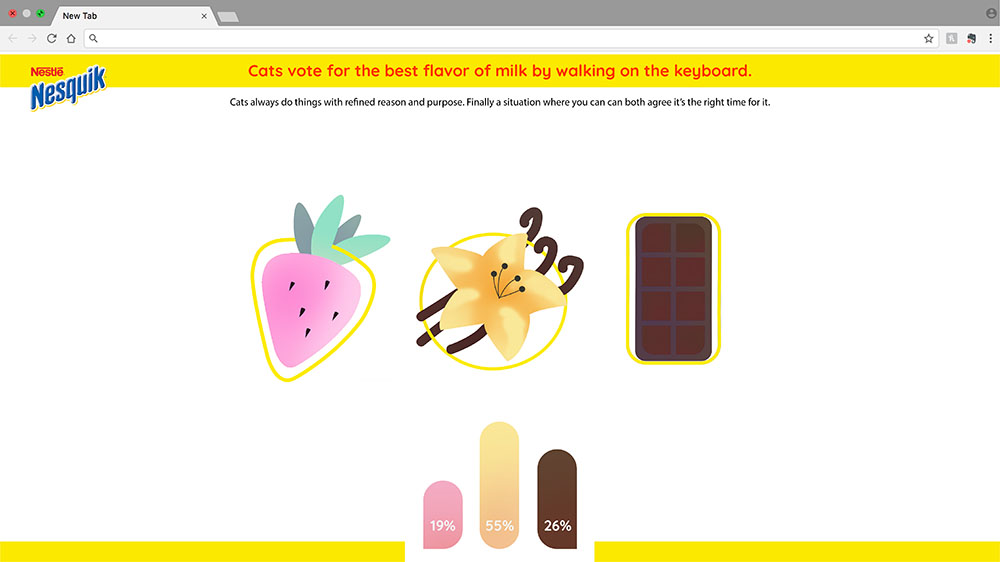 New Tab
Nestlé
Nesquik
Cats vote for the best flavor of milk by walking on the keyboard.
Cats always do things with refined reason and purpose. Finally a situation where you can can both agree it's the right time for it.
19% 55% 26%